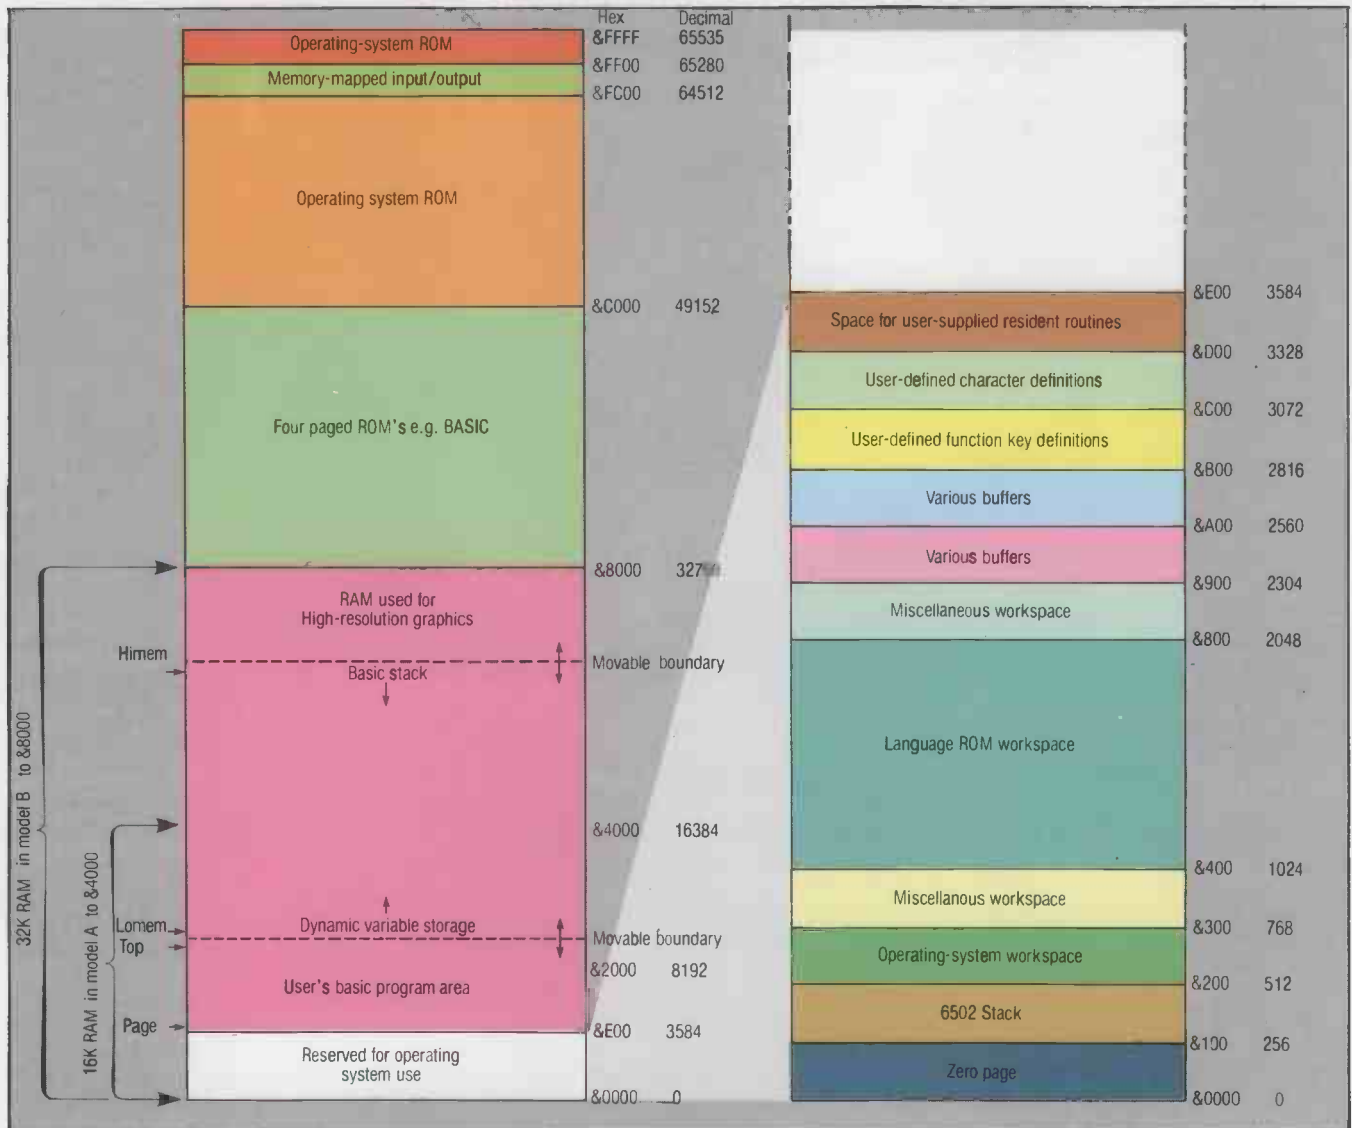 Hex Decimal
Operating-system ROM
&FFFF 65535
&FF00 65280
Memory-mapped input/output
&FC00 64512
Operating system ROM
&C000 49152
Four paged ROM's e.g. BASIC
&8000
RAM used for
High-resolution graphics
Himem
Movable boundary
Basic stack
&4000 16384
Lomem
Dynamic variable storage
Top
Movable boundary
&2000 8192
User's basic program area
Page
&E00 3584
Reserved for operating
system use
&0000 0
32K RAM in model B to &8000
16K RAM in model A to &4000
&E00 3584
Space for user-supplied resident routines
&D00 3328
User-defined character definitions
&C00 3072
User-defined function key definitions
&B00 2816
Various buffers
&A00 2560
Various buffers
&900 2304
Miscellaneous workspace
&800 2048
Language ROM workspace
&400 1024
Miscellanous workspace
&300 768
Operating-system workspace
&200 512
6502 Stack
&100 256
Zero page
&0000 0